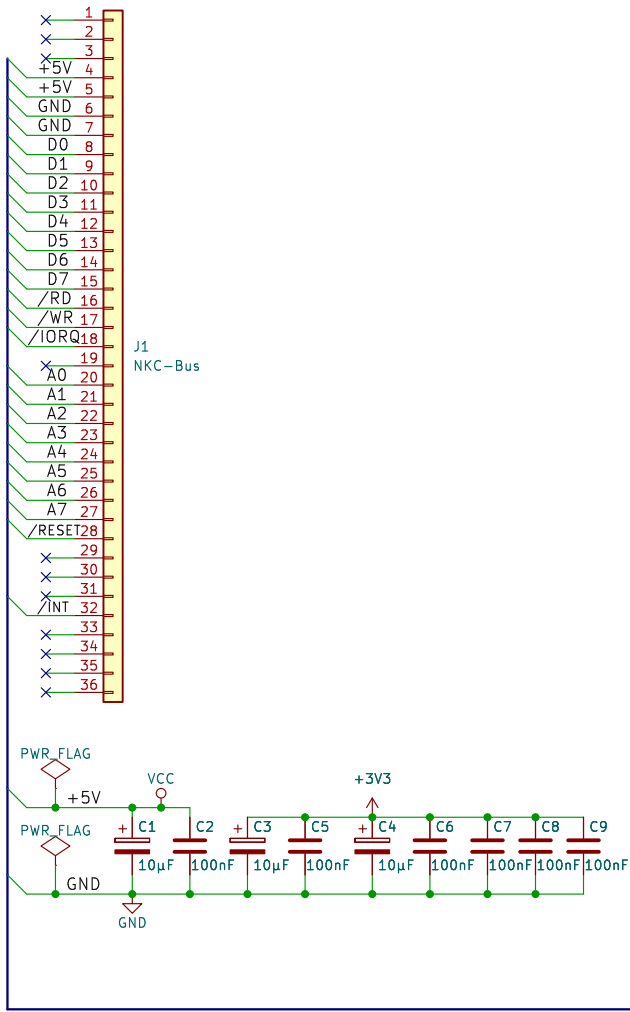 1
2
3
+5V 4
+5V 5
GND 6
GND 7
D0 8
D1 9
D2 10
D3 11
D4 12
D5 13
D6 14
D7 15
/RD 16
/WR 17
/IORQ 18
J1
19
NKC-Bus
A0 20
A1 21
A2 22
A3 23
A4 24
A5 25
A6 26
A7 27
/RESET 28
29
30
31
/INT 32
33
34
35
36
PWR_FLAG
VCC
+3V3
+5V
PWR_FLAG
+ C1 C2 + C3 C5 + C4 C6 C7 C8 C9
10µF 100nF 10µF 100nF 10µF 100nF 100nF 100nF 100nF
GND
GND